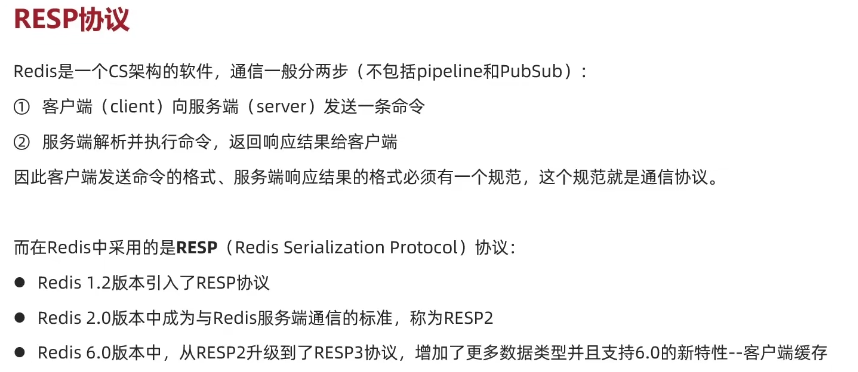 RESP协议
Redis是一个CS架构的软件，通信一般分两步（不包括pipeline和PubSub）：
① 客户端（client）向服务端（server）发送一条命令
② 服务端解析并执行命令，返回响应结果给客户端
因此客户端发送命令的格式、服务端响应结果的格式必须有一个规范，这个规范就是通信协议。
而在Redis中采用的是RESP（Redis Serialization Protocol）协议：
● Redis 1.2版本引入了RESP协议
● Redis 2.0版本中成为与Redis服务端通信的标准，称为RESP2
● Redis 6.0版本中，从RESP2升级到了RESP3协议，增加了更多数据类型并且支持6.0的新特性--客户端缓存